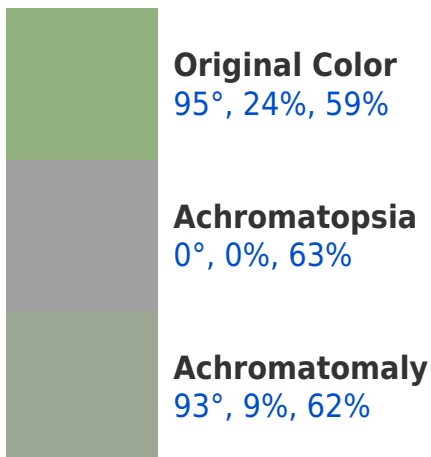 Original Color
95°, 24%, 59%
Achromatopsia
0°, 0%, 63%
Achromatomaly
93°, 9%, 62%